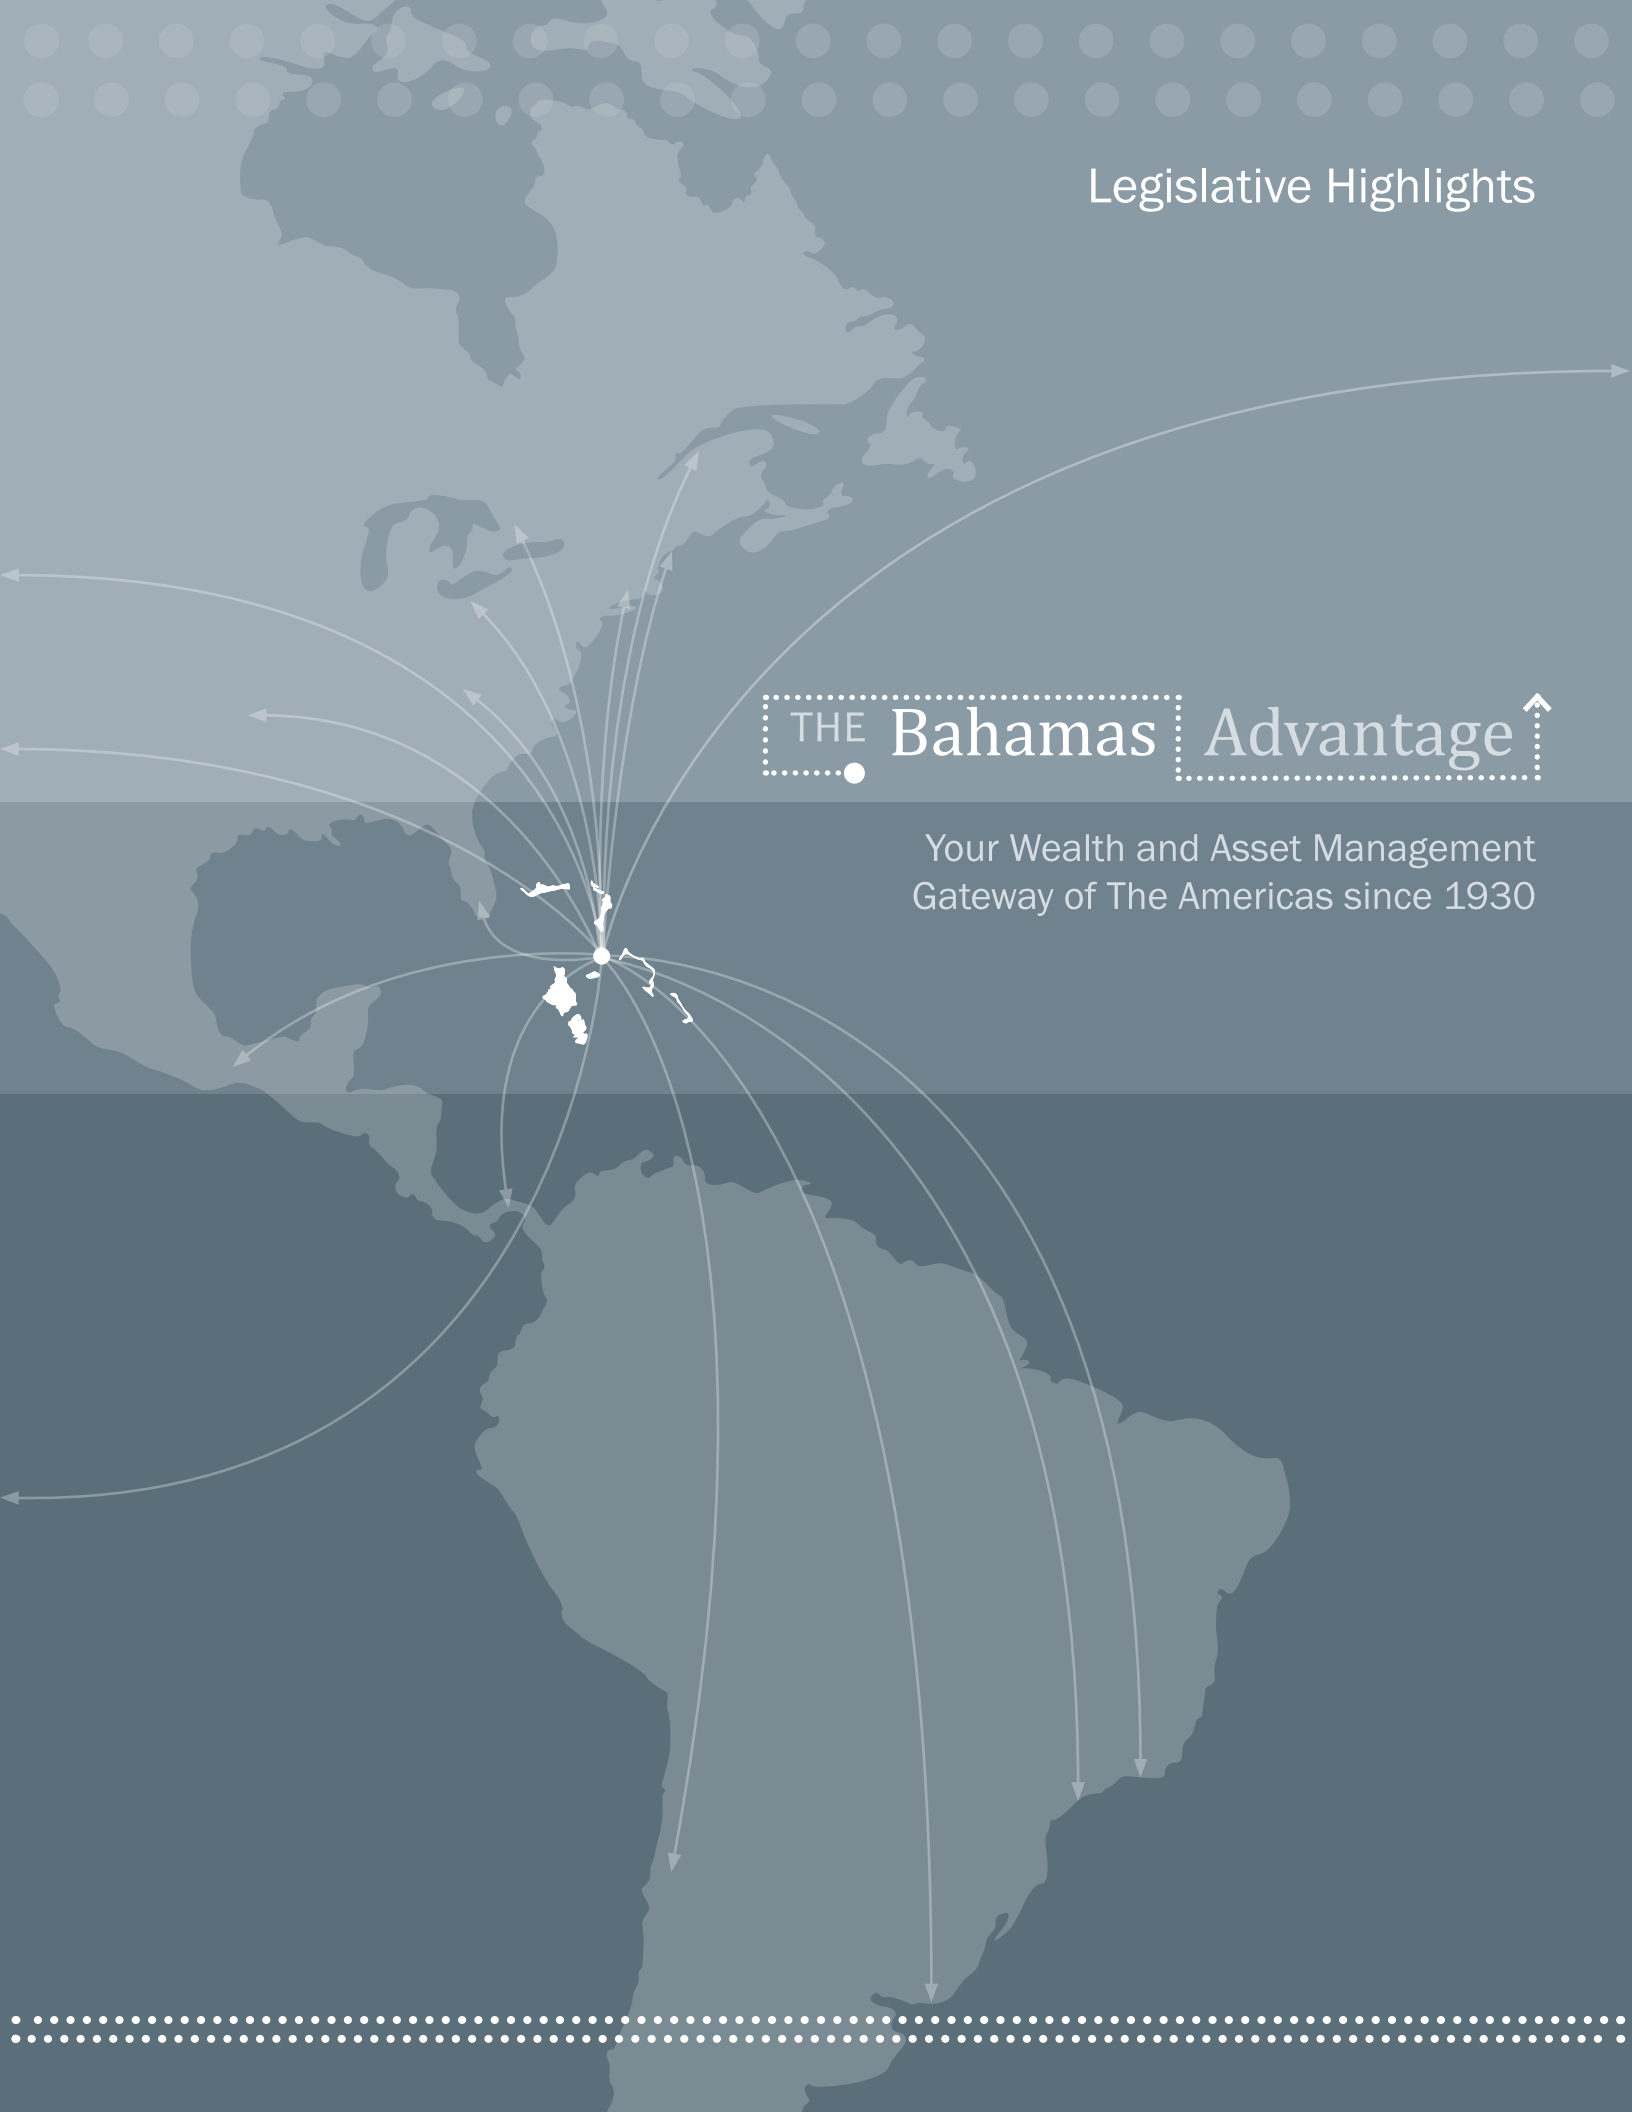 Legislative Highlights
THE Bahamas Advantage
Your Wealth and Asset Management
Gateway of The Americas since 1930